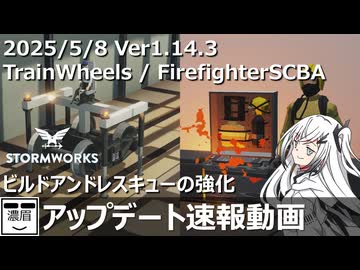 2025/5/8 Ver1.14.3
TrainWheels / FirefighterSCBA
STORMWORKS
ビルドアンドレスキューの強化
濃眉
アップデート速報動画